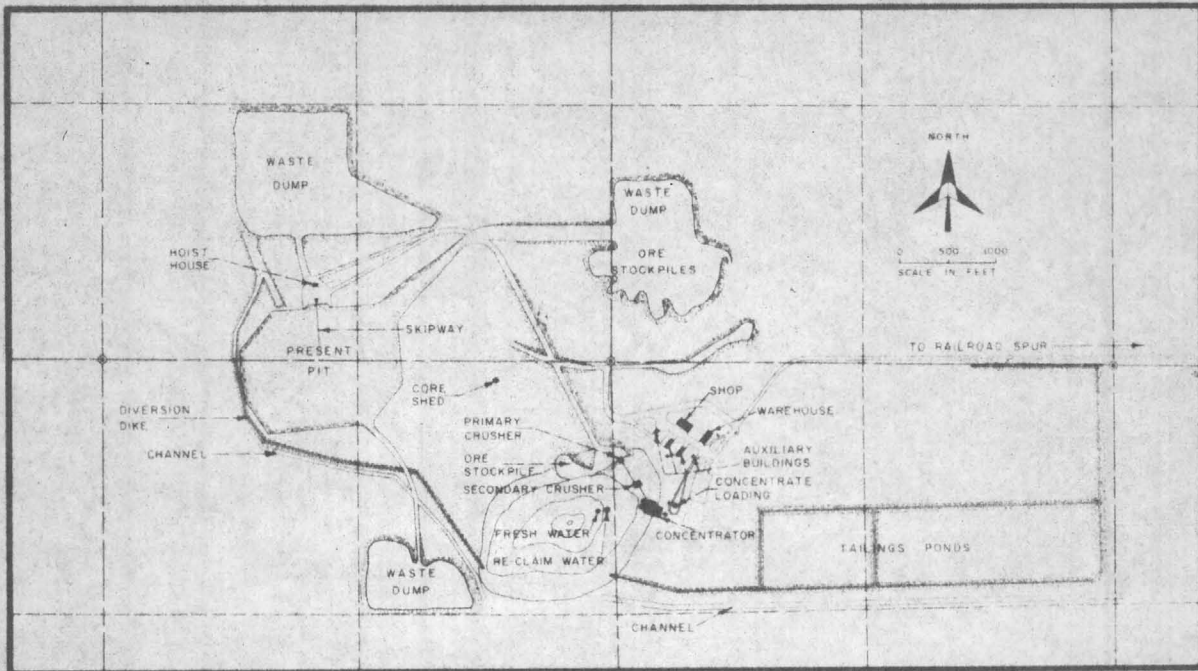 NORTH
0 500 1000
SCALE IN FEET
WASTE
DUMP
WASTE
DUMP
ORE
STOCKPILES
HOIST
HOUSE
SKIPWAY
PRESENT
PIT
TO RAILROAD SPUR
CORE
SHED
SHOP
WAREHOUSE
DIVERSION
DIKE
PRIMARY
CRUSHER
CHANNEL
AUXILIARY
BUILDINGS
ORE
STOCKPILE
SECONDARY CRUSHER
CONCENTRATE
LOADING
FRESH WATER
CONCENTRATOR
TAILINGS PONDS
RE-CLAIM WATER
WASTE
DUMP
CHANNEL